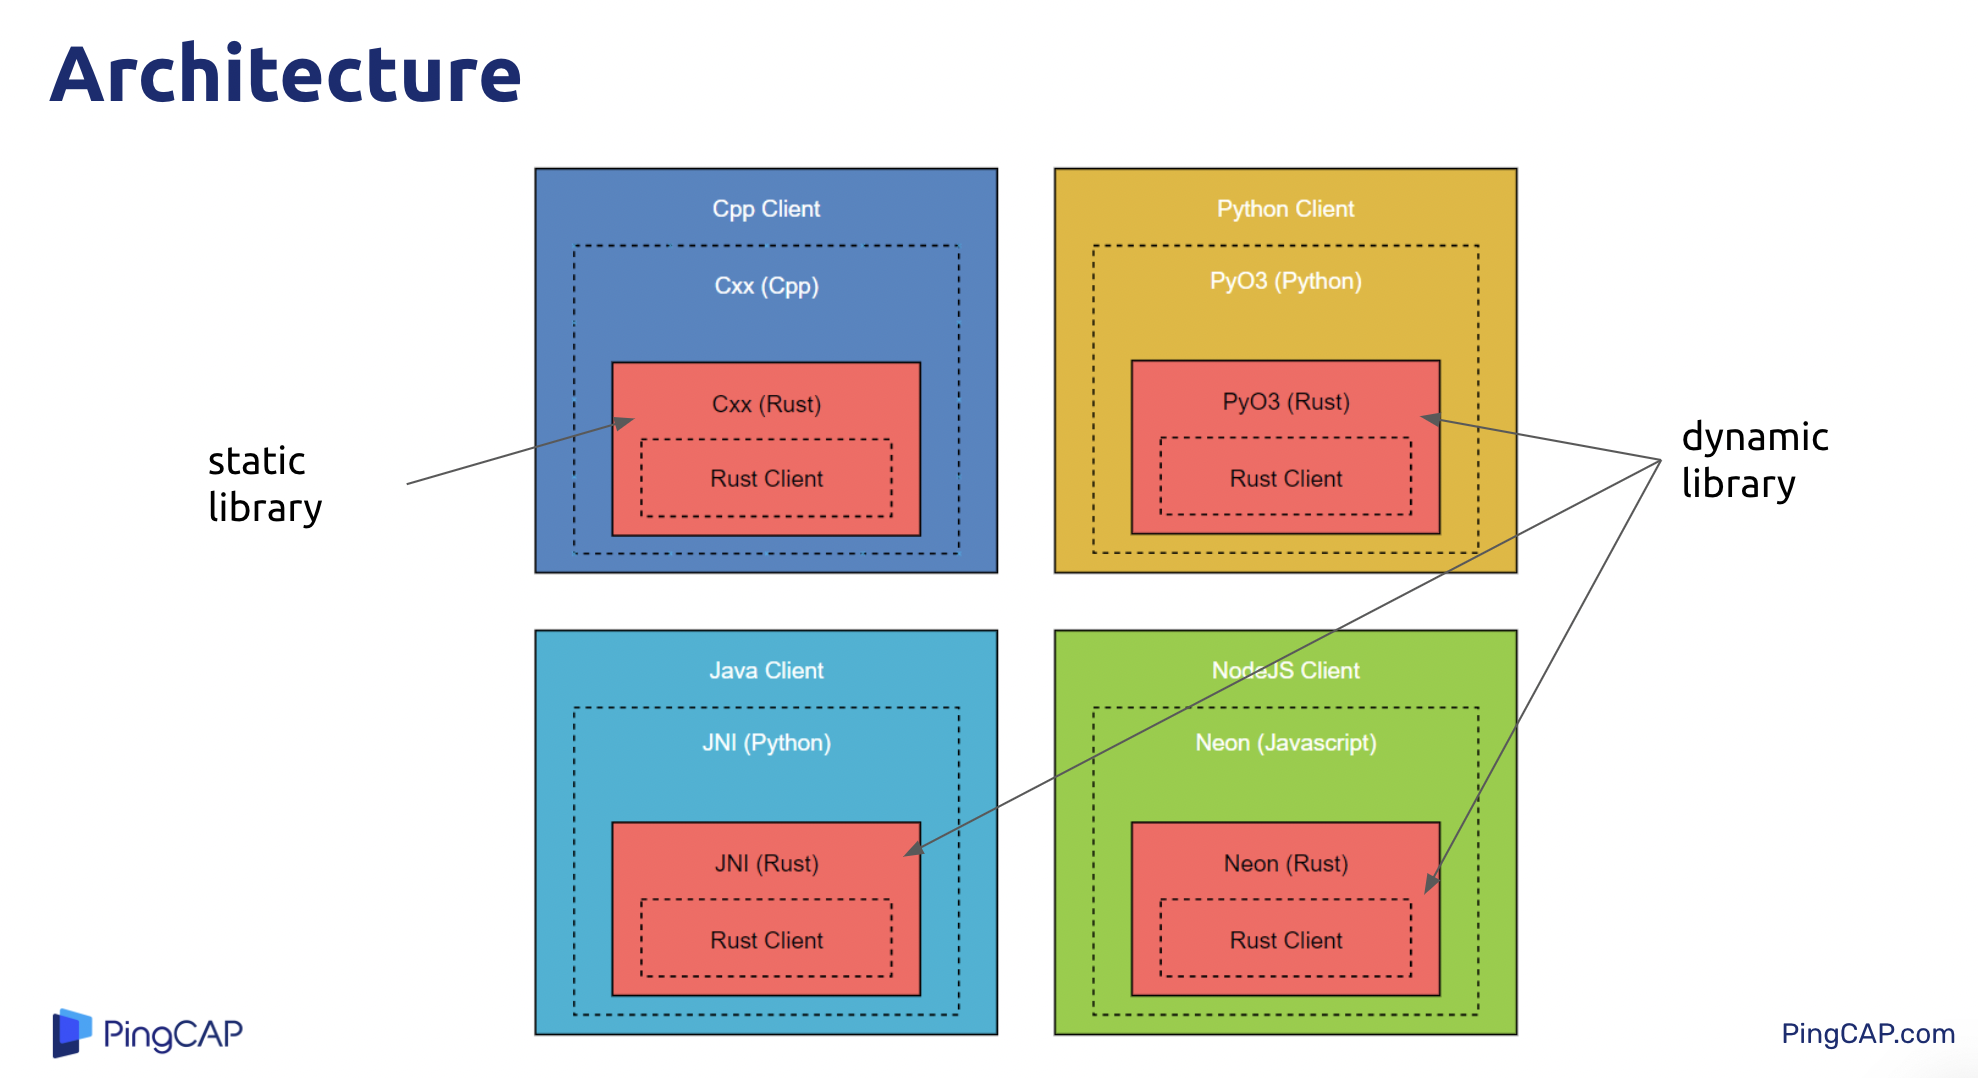 Architecture
Cpp Client
Cxx (Cpp)
Cxx (Rust)
Rust Client
Python Client
PyO3 (Python)
PyO3 (Rust)
Rust Client
static
library
dynamic
library
Java Client
JNI (Python)
JNI (Rust)
Rust Client
NodeJS Client
Neon (Javascript)
Neon (Rust)
Rust Client
PingCAP
PingCAP.com